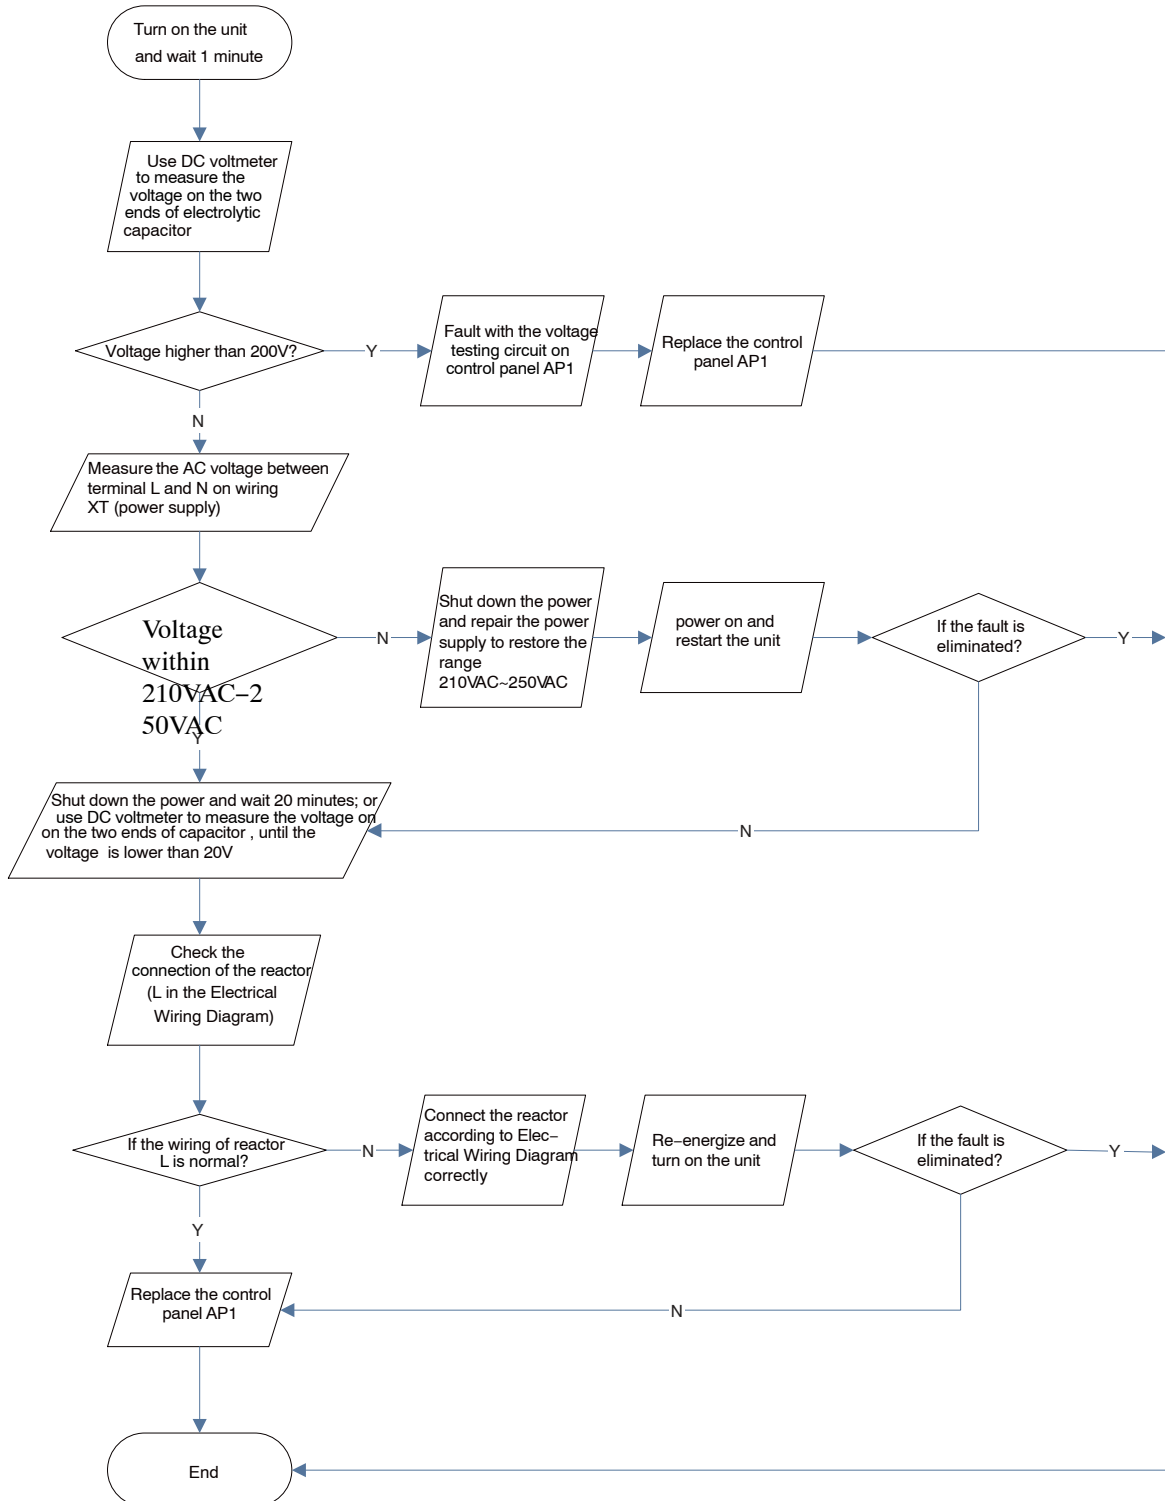 Turn on the unit
and wait 1 minute
Use DC voltmeter
to measure the
voltage on the two
ends of electrolytic
capacitor
Voltage higher than 200V?
Y
Fault with the voltage
testing circuit on
control panel AP1
Replace the control
panel AP1
N
Measure the AC voltage between
terminal L and N on wiring
XT (power supply)
Voltage
within
210VAC−2
50VAC
N
Shut down the power
and repair the power
supply to restore the
range
210VAC~250VAC
power on and
restart the unit
If the fault is
eliminated?
Y
Y
Shut down the power and wait 20 minutes; or
use DC voltmeter to measure the voltage on
on the two ends of capacitor , until the
voltage is lower than 20V
N
Check the
connection of the reactor
(L in the Electrical
Wiring Diagram)
If the wiring of reactor
L is normal?
N
Connect the reactor
according to Elec−
trical Wiring Diagram
correctly
Re−energize and
turn on the unit
If the fault is
eliminated?
Y
Y
Replace the control
panel AP1
N
End